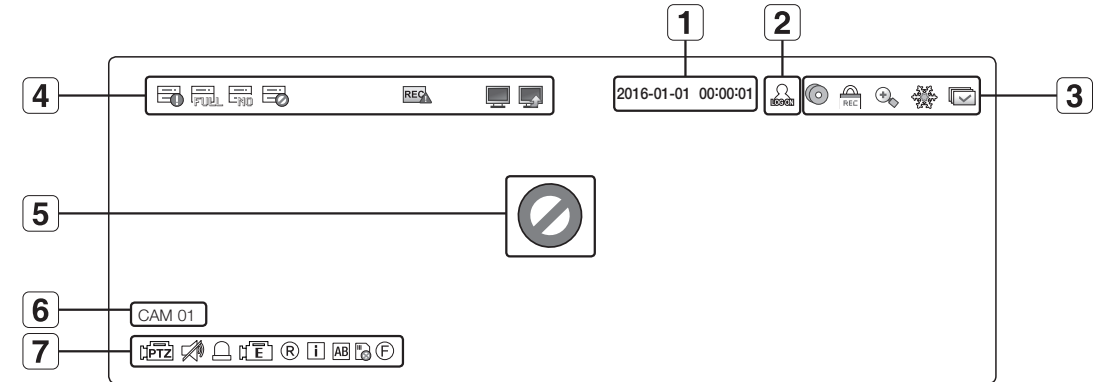 1
2
4
FULL
NO
REC
2016-01-01 00:00:01
LOG ON
REC
3
5
6
CAM 01
7
PTZ
E
R
i
AB
F